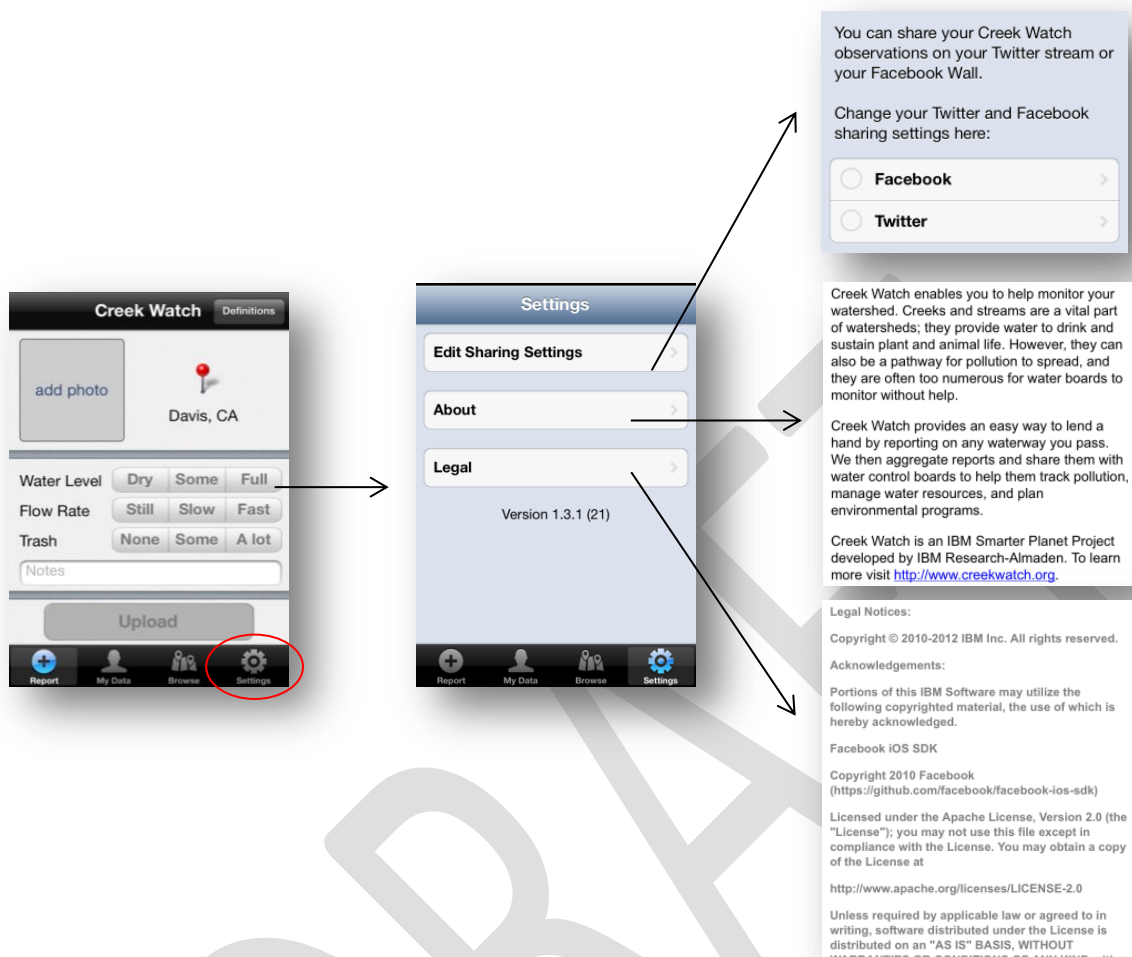 Creek Watch
Definitions
add photo
Davis, CA
Water Level Dry Some Full
Flow Rate Still Slow Fast
Trash None Some A lot
Notes
Upload
Report My Data Browse Settings
Settings
Edit Sharing Settings
About
Legal
Version 1.3.1 (21)
Report My Data Browse Settings
You can share your Creek Watch
observations on your Twitter stream or
your Facebook Wall.
Change your Twitter and Facebook
sharing settings here:
Facebook
Twitter
Creek Watch enables you to help monitor your
watershed. Creeks and streams are a vital part
of watersheds; they provide water to drink and
sustain plant and animal life. However, they can
also be a pathway for pollution to spread, and
they are often too numerous for water boards to
monitor without help.
Creek Watch provides an easy way to lend a
hand by reporting on any waterway you pass.
We then aggregate reports and share them with
water control boards to help them track pollution,
manage water resources, and plan
environmental programs.
Creek Watch is an IBM Smarter Planet Project
developed by IBM Research-Almaden. To learn
more visit http://www.creekwatch.org.
Legal Notices:
Copyright © 2010-2012 IBM Inc. All rights reserved.
Acknowledgements:
Portions of this IBM Software may utilize the
following copyrighted material, the use of which is
hereby acknowledged.
Facebook iOS SDK
Copyright 2010 Facebook
(https://github.com/facebook/facebook-ios-sdk)
Licensed under the Apache License, Version 2.0 (the
"License"); you may not use this file except in
compliance with the License. You may obtain a copy
of the License at
http://www.apache.org/licenses/LICENSE-2.0
Unless required by applicable law or agreed to in
writing, software distributed under the License is
distributed on an "AS IS" BASIS, WITHOUT